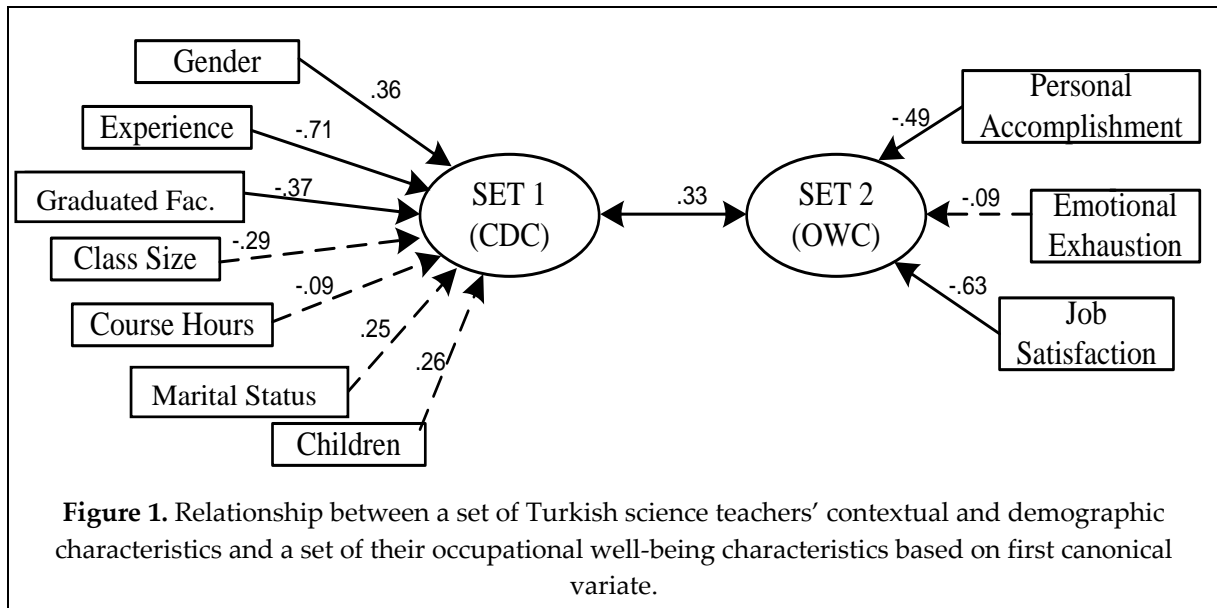 Gender
.36
Experience
-.71
Graduated Fac.
-.37
Class Size
-.29
Course Hours
-.09
Marital Status
.25
Children
.26
SET 1
(CDC)
.33
SET 2
(OWC)
Personal
Accomplishment
-.49
Emotional
Exhaustion
-.09
Job
Satisfaction
-.63
Figure 1. Relationship between a set of Turkish science teachers’ contextual and demographic
characteristics and a set of their occupational well-being characteristics based on first canonical
variate.